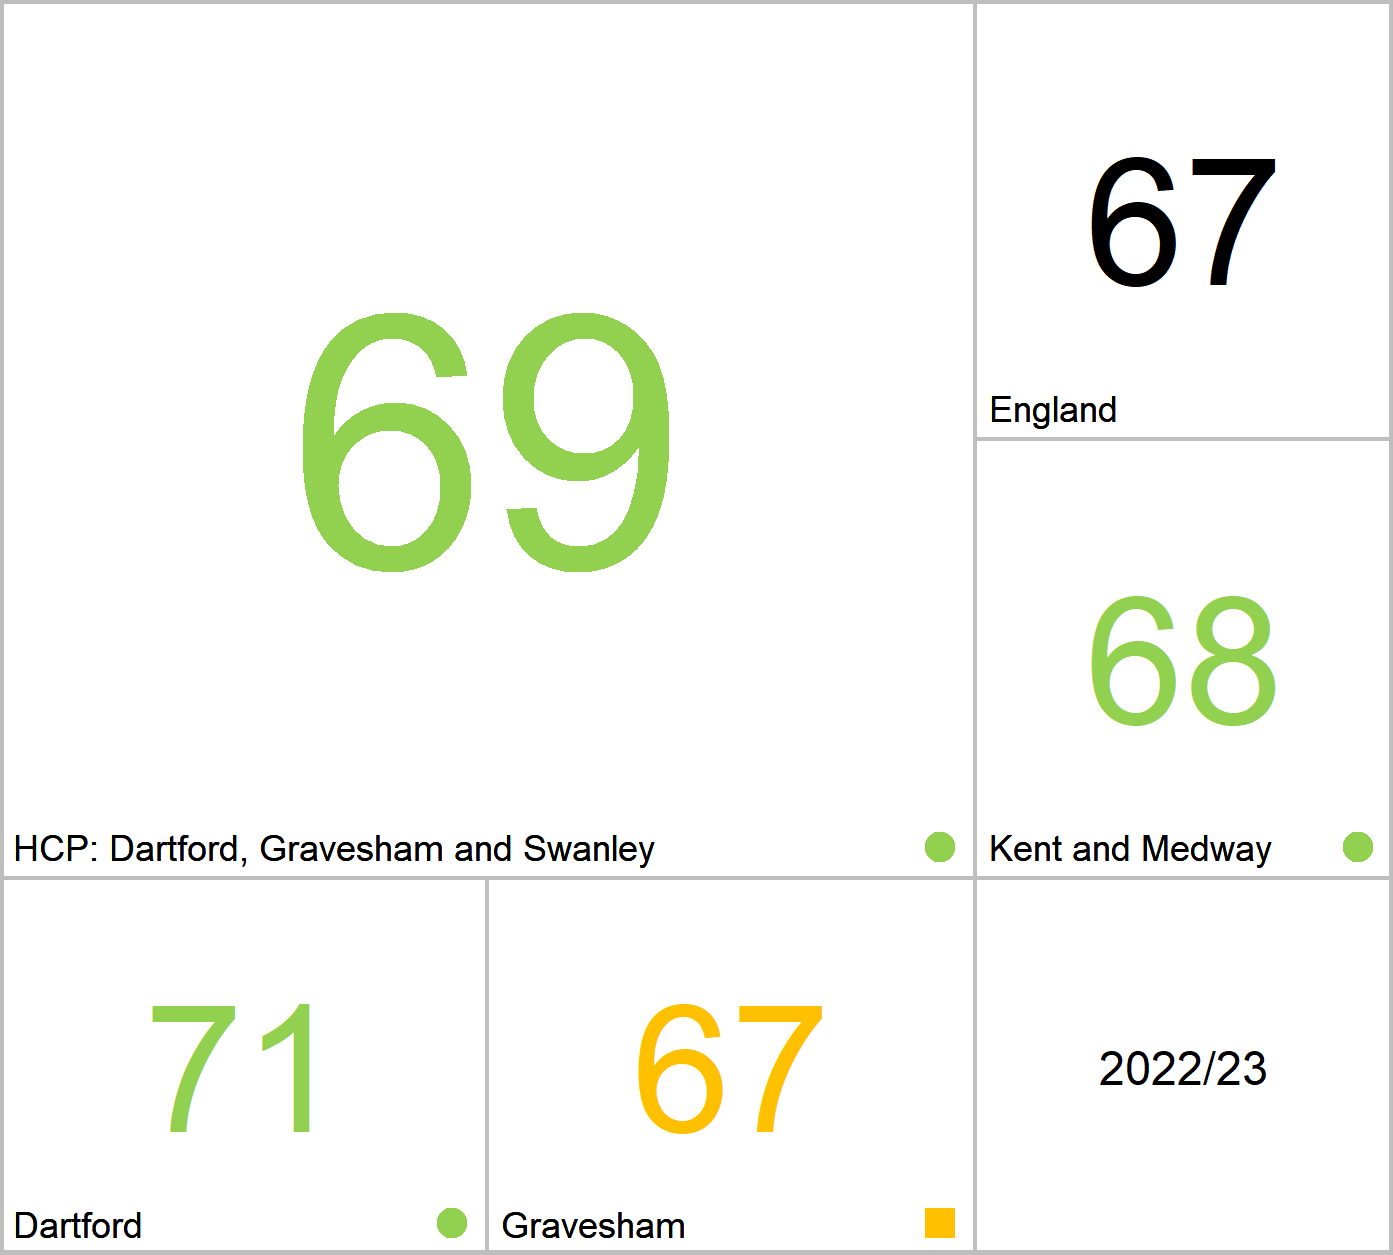 69
HCP: Dartford, Gravesham and Swanley
67
England
68
Kent and Medway
71
Dartford
67
Gravesham
2022/23